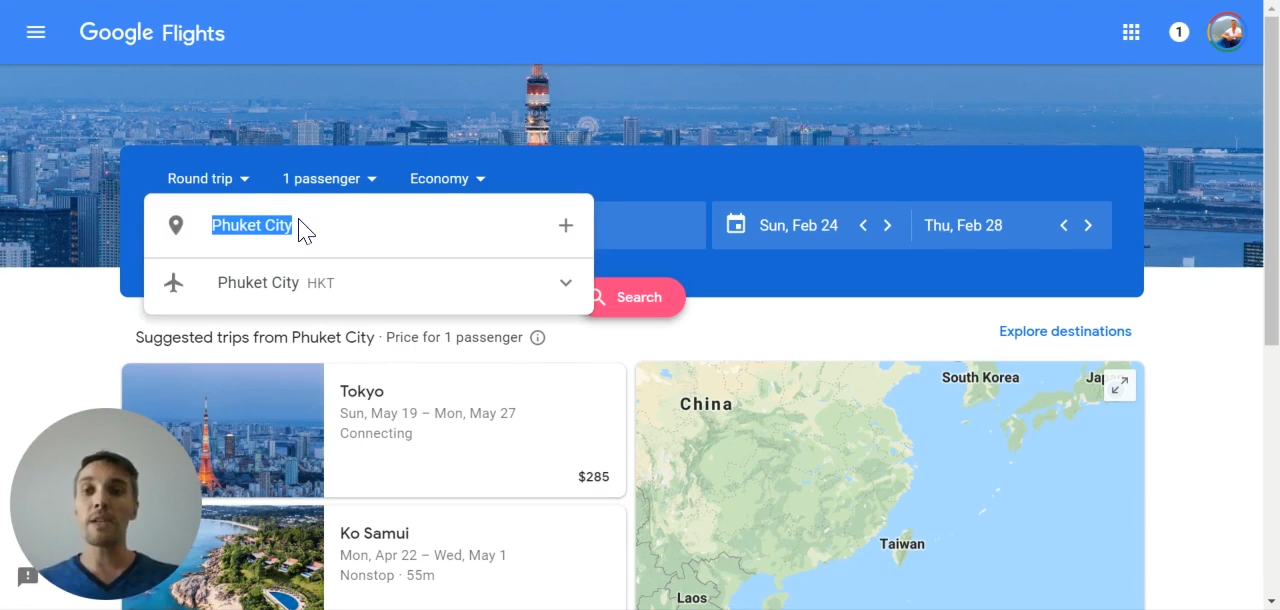 Google Flights
1
Round trip
1 passenger
Economy
Phuket City
Sun, Feb 24
Thu, Feb 28
Phuket City HKT
Search
Suggested trips from Phuket City · Price for 1 passenger
Explore destinations
Tokyo
Sun, May 19 – Mon, May 27
Connecting
$285
Ko Samui
Mon, Apr 22 – Wed, May 1
Nonstop · 55m
China
South Korea
Taiwan
Laos